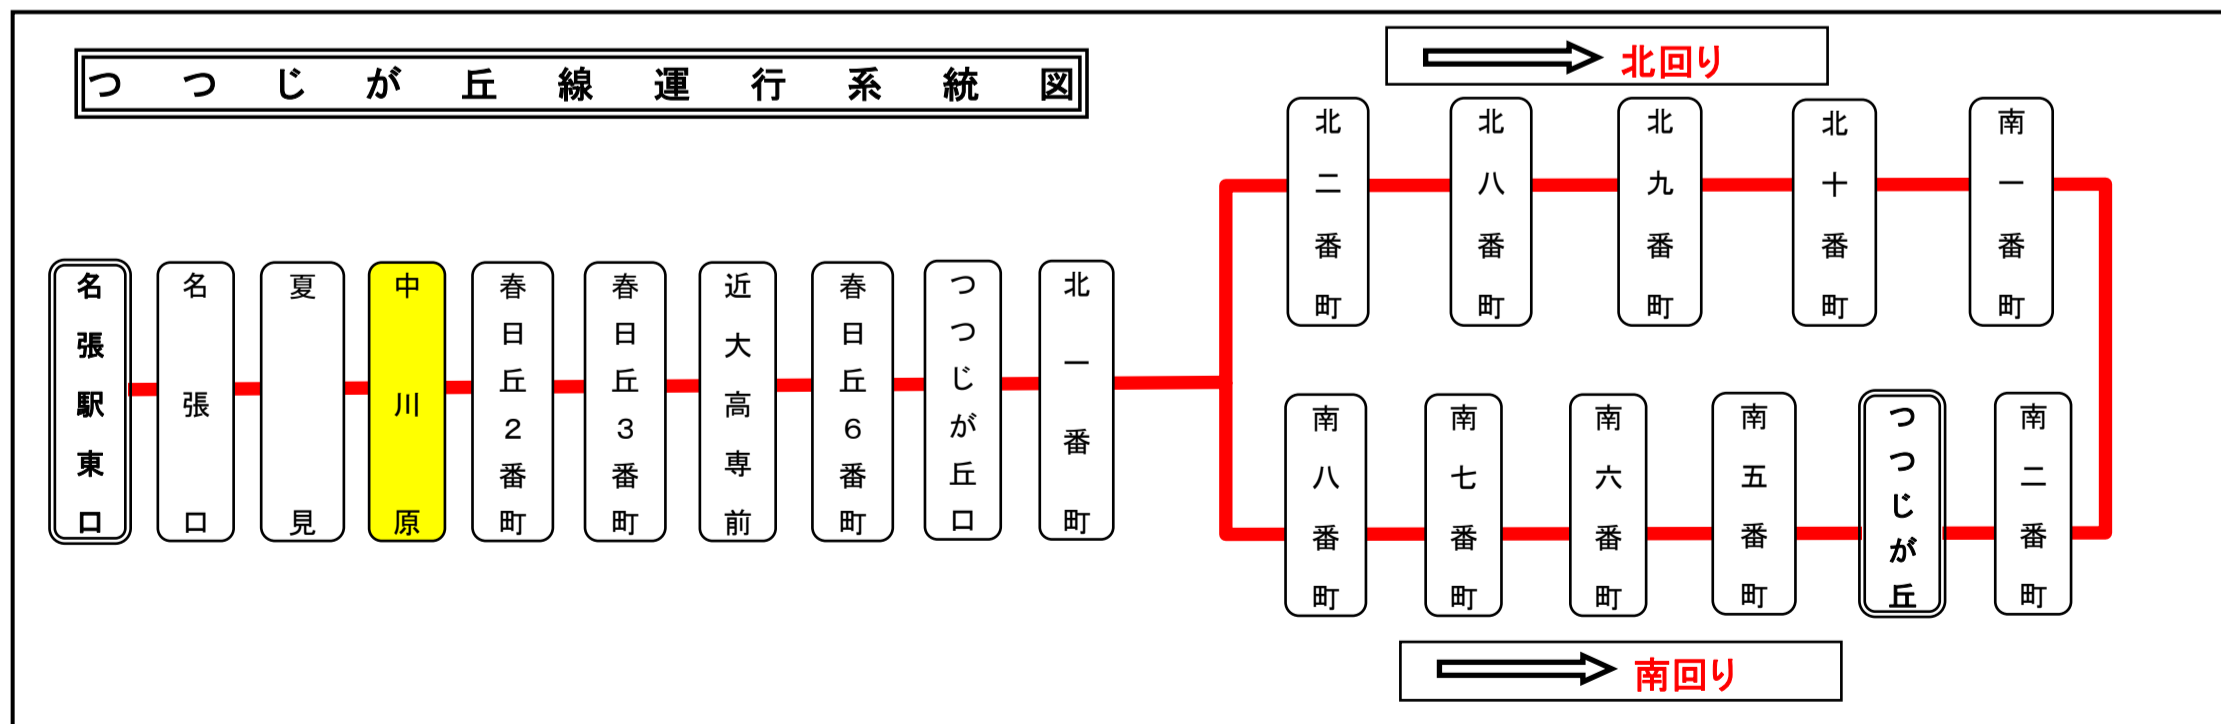 つつじが丘線運行系統図
北回り
北二番町
北八番町
北九番町
北十番町
南一番町
名張駅東口
名張口
夏見
中川原
春日丘2番町
春日丘3番町
近大高専前
春日丘6番町
つつじが丘口
北一番町
南八番町
南七番町
南六番町
南五番町
つつじが丘
南二番町
南回り